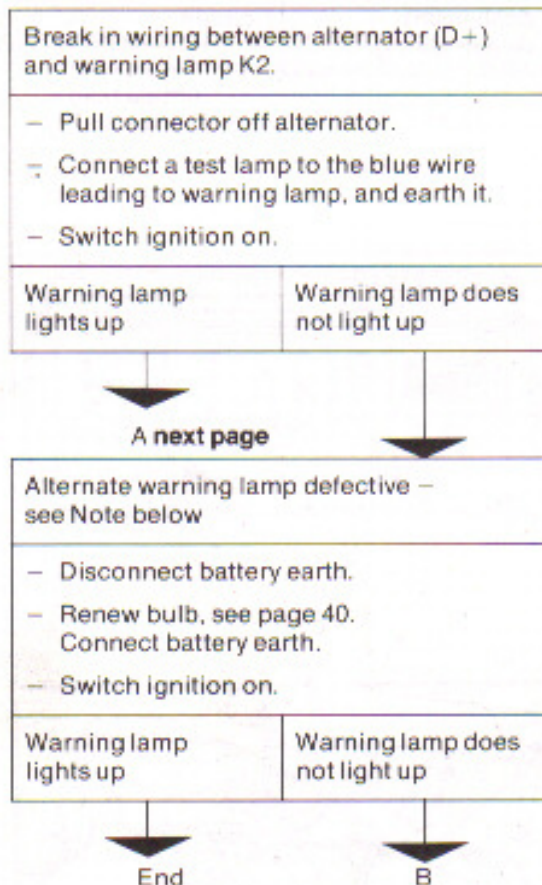 Break in wiring between alternator (D+)
and warning lamp K2.
– Pull connector off alternator.
– Connect a test lamp to the blue wire
leading to warning lamp, and earth it.
– Switch ignition on.
Warning lamp
lights up
Warning lamp does
not light up
A next page
Alternate warning lamp defective –
see Note below
– Disconnect battery earth.
– Renew bulb, see page 40.
Connect battery earth.
– Switch ignition on.
Warning lamp
lights up
Warning lamp does
not light up
End
B